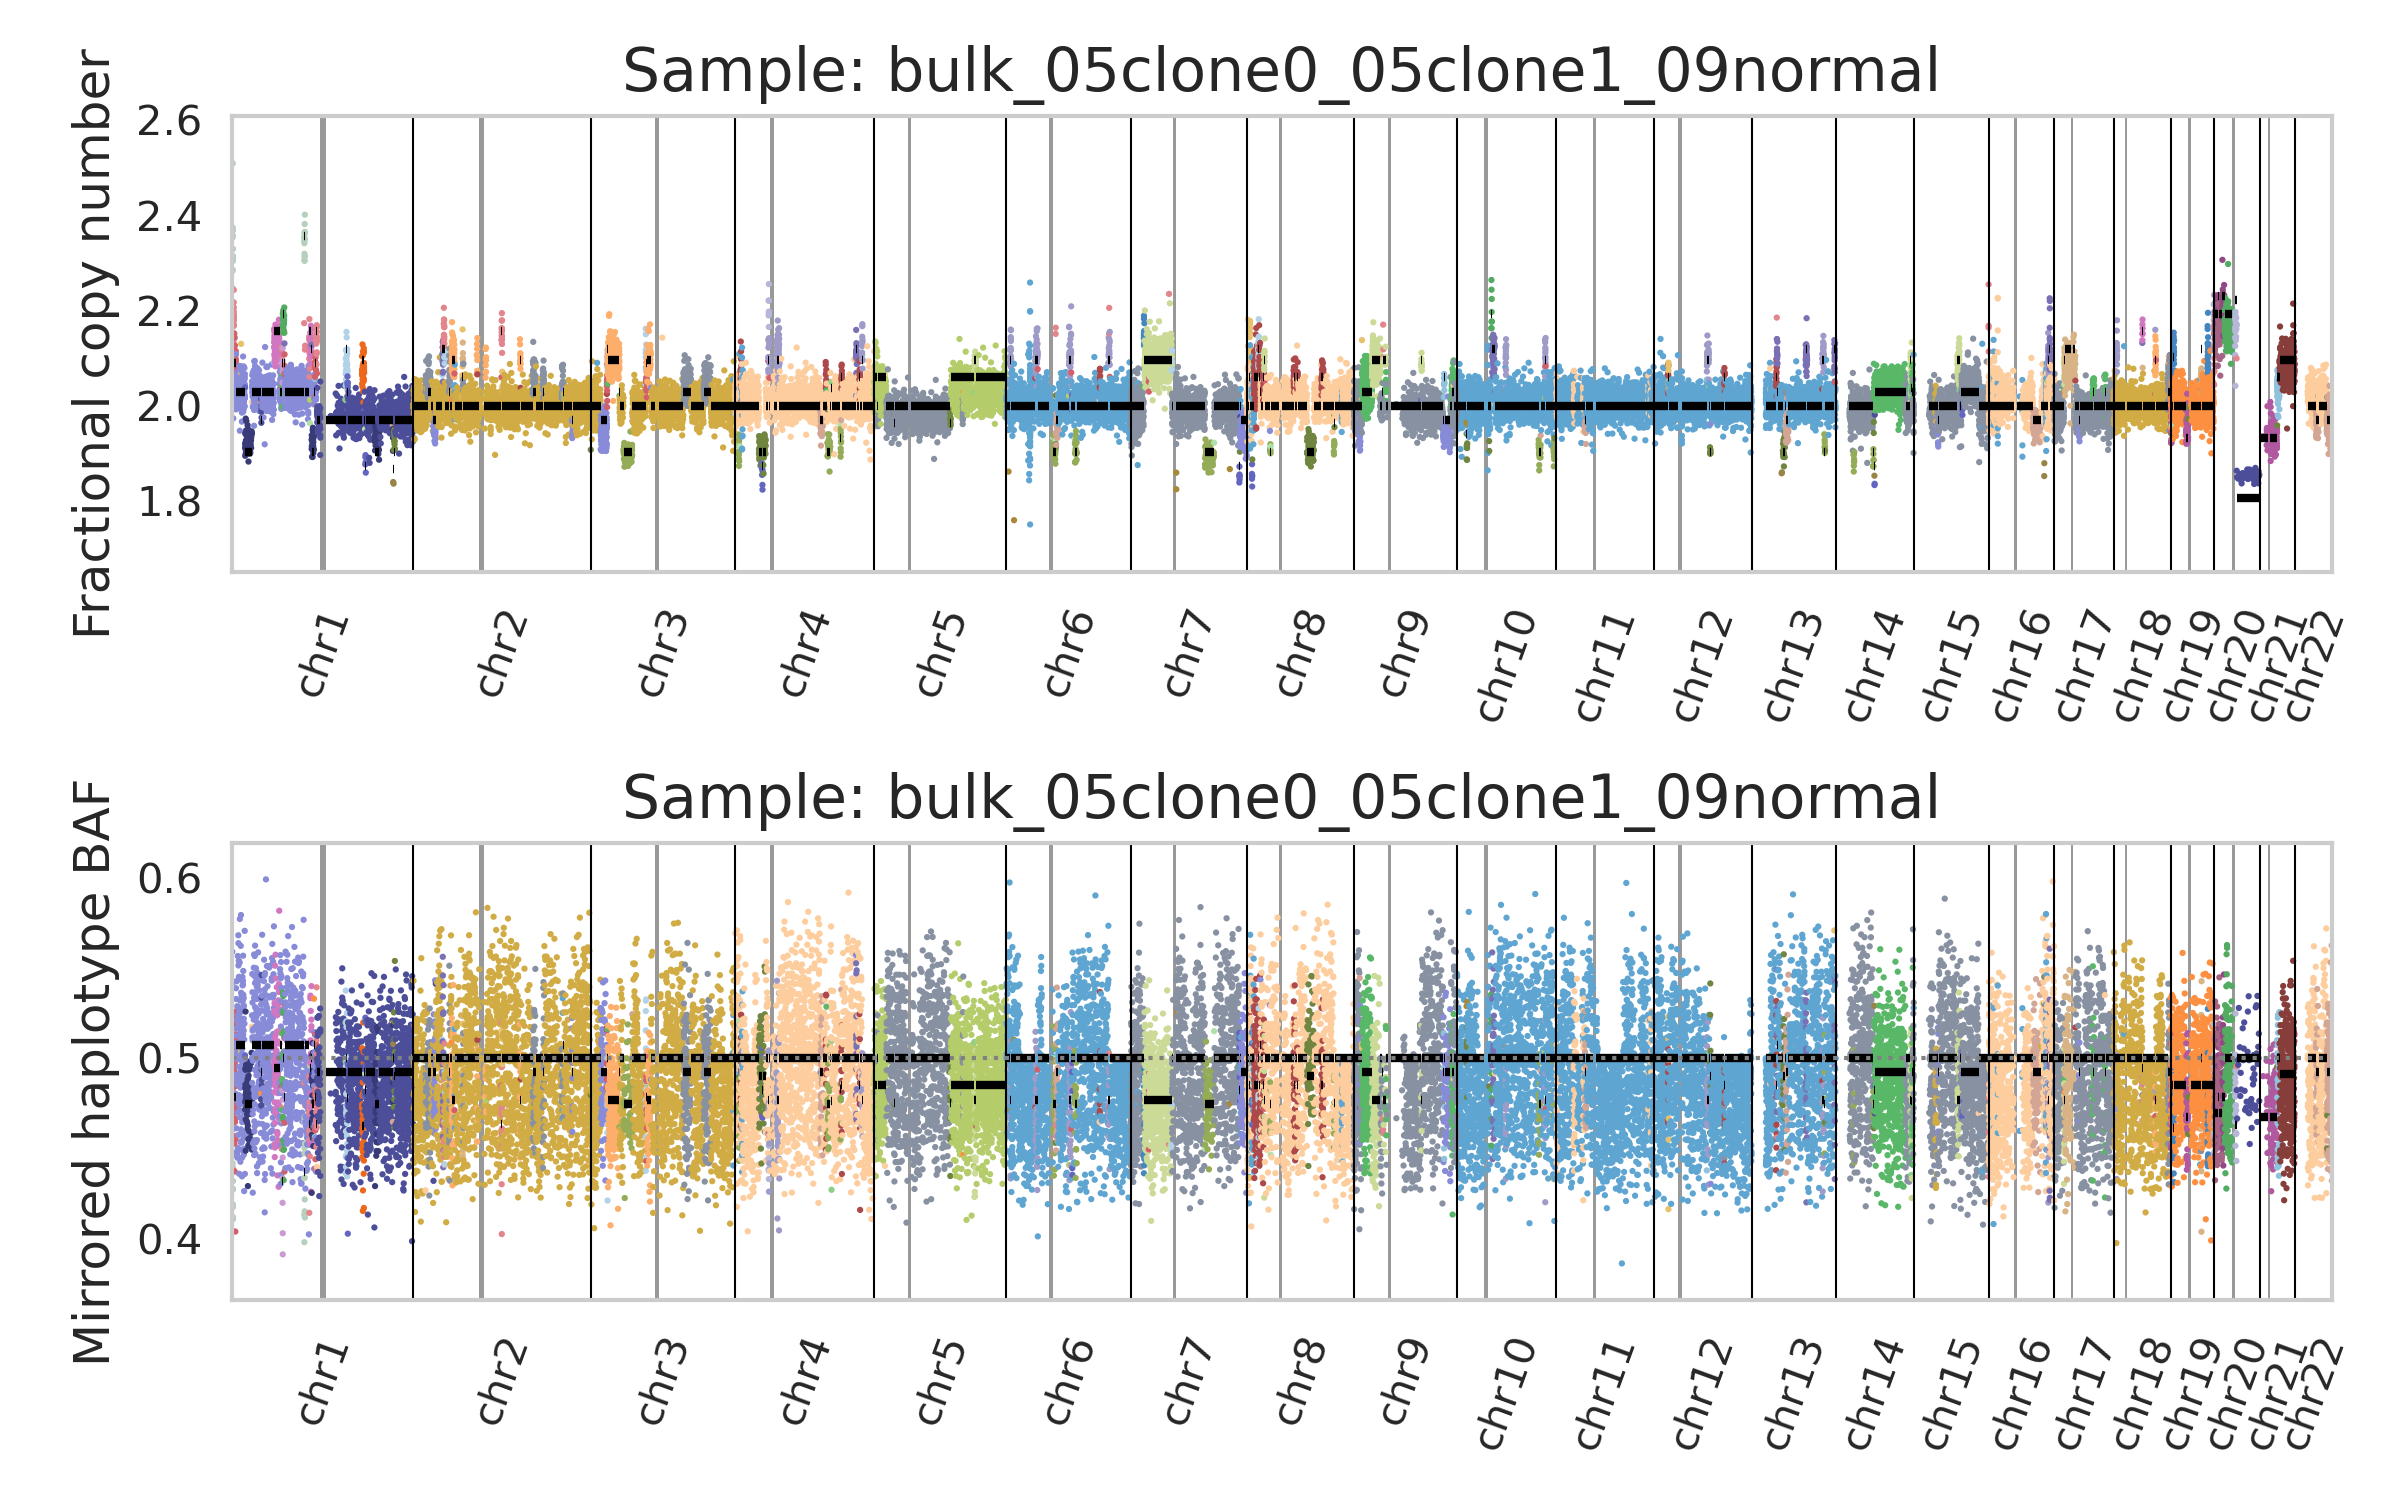 Sample: bulk_05clone0_05clone1_09normal
Fractional copy number
2.6
2.4
2.2
2.0
1.8
chr1 chr2 chr3 chr4 chr5 chr6 chr7 chr8 chr9 chr10 chr11 chr12 chr13 chr14 chr15 chr16 chr17 chr18 chr19 chr20 chr21 chr22
Sample: bulk_05clone0_05clone1_09normal
Mirrored haplotype BAF
0.6
0.5
0.4
chr1 chr2 chr3 chr4 chr5 chr6 chr7 chr8 chr9 chr10 chr11 chr12 chr13 chr14 chr15 chr16 chr17 chr18 chr19 chr20 chr21 chr22